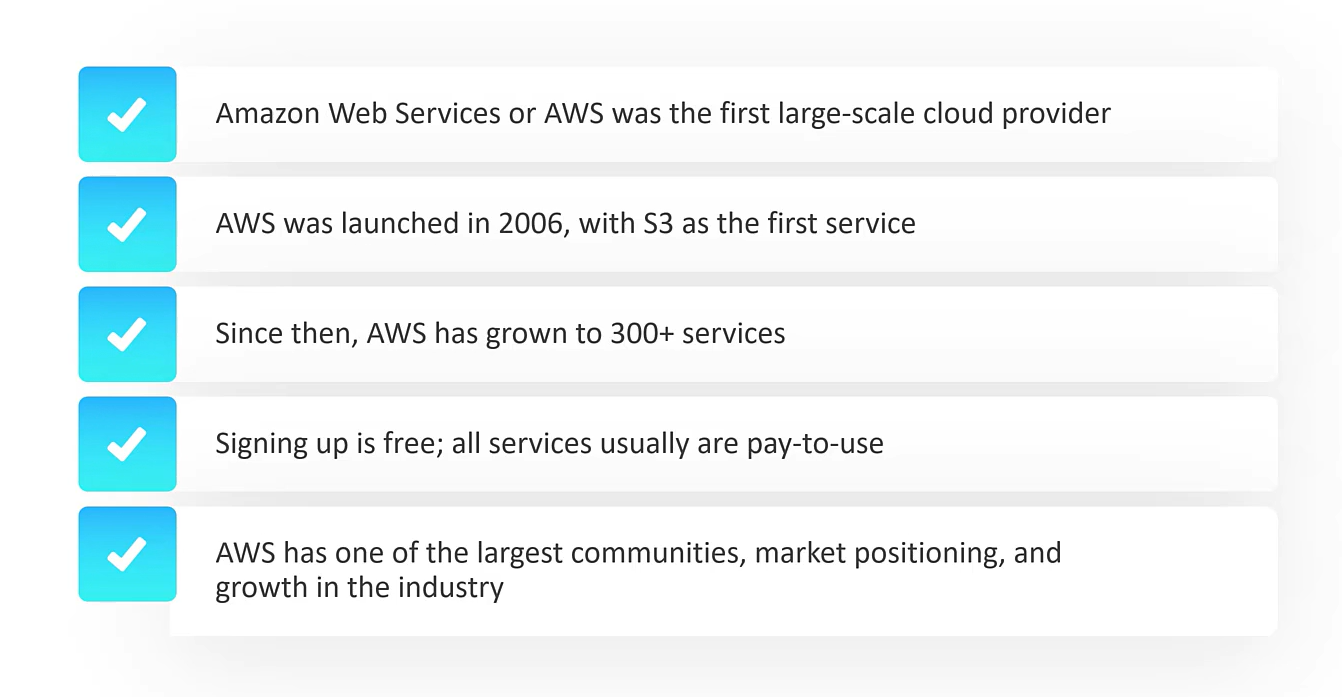 Amazon Web Services or AWS was the first large-scale cloud provider
AWS was launched in 2006, with S3 as the first service
Since then, AWS has grown to 300+ services
Signing up is free; all services usually are pay-to-use
AWS has one of the largest communities, market positioning, and
growth in the industry